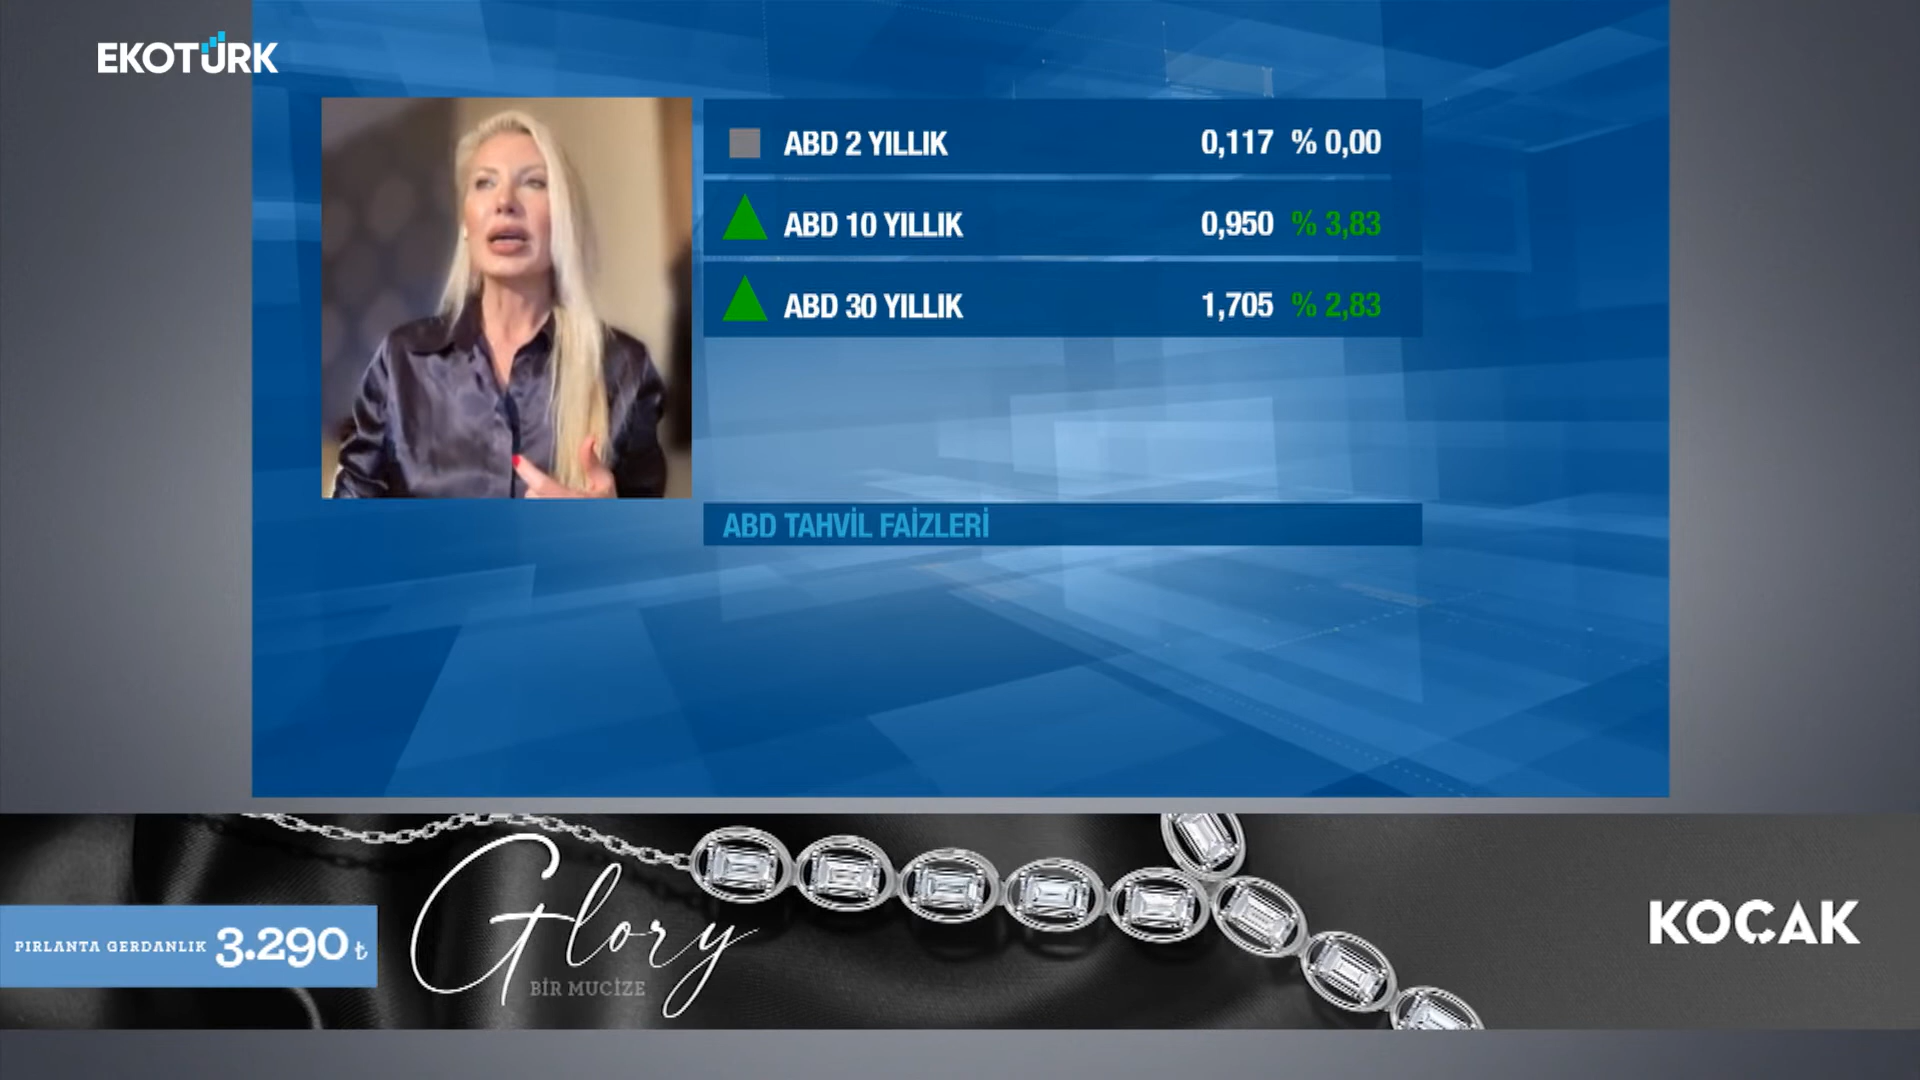 EKOTÜRK
ABD 2 YILLIK 0,117 % 0,00
ABD 10 YILLIK 0,950 % 3,83
ABD 30 YILLIK 1,705 % 2,83
ABD TAHVİL FAİZLERİ
PIRLANTA GERDANLIK 3.290 ₺
Glory
BİR MUCİZE
KOÇAK